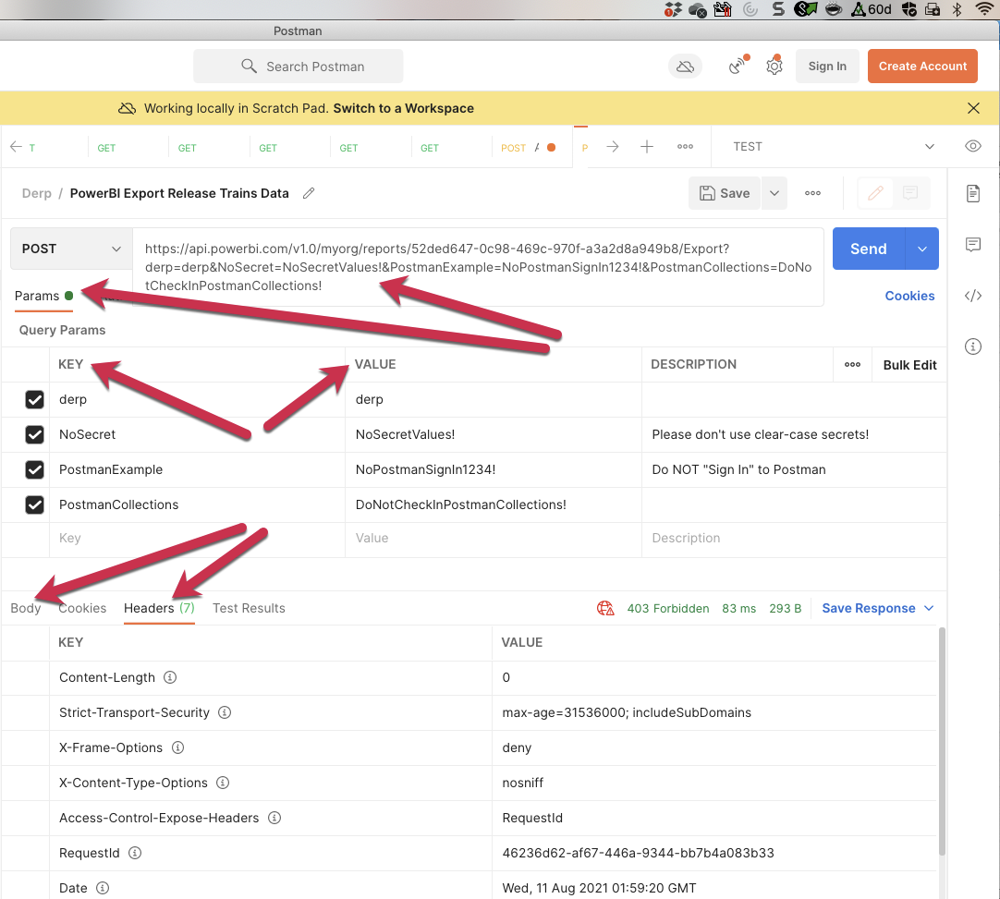 60d
Postman
Search Postman
Sign In
Create Account
Working locally in Scratch Pad. Switch to a Workspace
T GET GET GET GET GET POST P TEST
Derp / PowerBI Export Release Trains Data
Save
POST
https://api.powerbi.com/v1.0/myorg/reports/52ded647-0c98-469c-970f-a3a2d8a949b8/Export?
derp=derp&NoSecret=NoSecretValues!&PostmanExample=NoPostmanSignIn1234!&PostmanCollections=DoNo
tCheckInPostmanCollections!
Send
Params
Cookies
Query Params
KEY VALUE DESCRIPTION Bulk Edit
derp derp
NoSecret NoSecretValues! Please don't use clear-case secrets!
PostmanExample NoPostmanSignIn1234! Do NOT "Sign In" to Postman
PostmanCollections DoNotCheckInPostmanCollections!
Key Value Description
Body Cookies Headers (7) Test Results 403 Forbidden 83 ms 293 B Save Response
KEY VALUE
Content-Length 0
Strict-Transport-Security max-age=31536000; includeSubDomains
X-Frame-Options deny
X-Content-Type-Options nosniff
Access-Control-Expose-Headers RequestId
RequestId 46236d62-af67-446a-9344-bb7b4a083b33
Date Wed, 11 Aug 2021 01:59:20 GMT